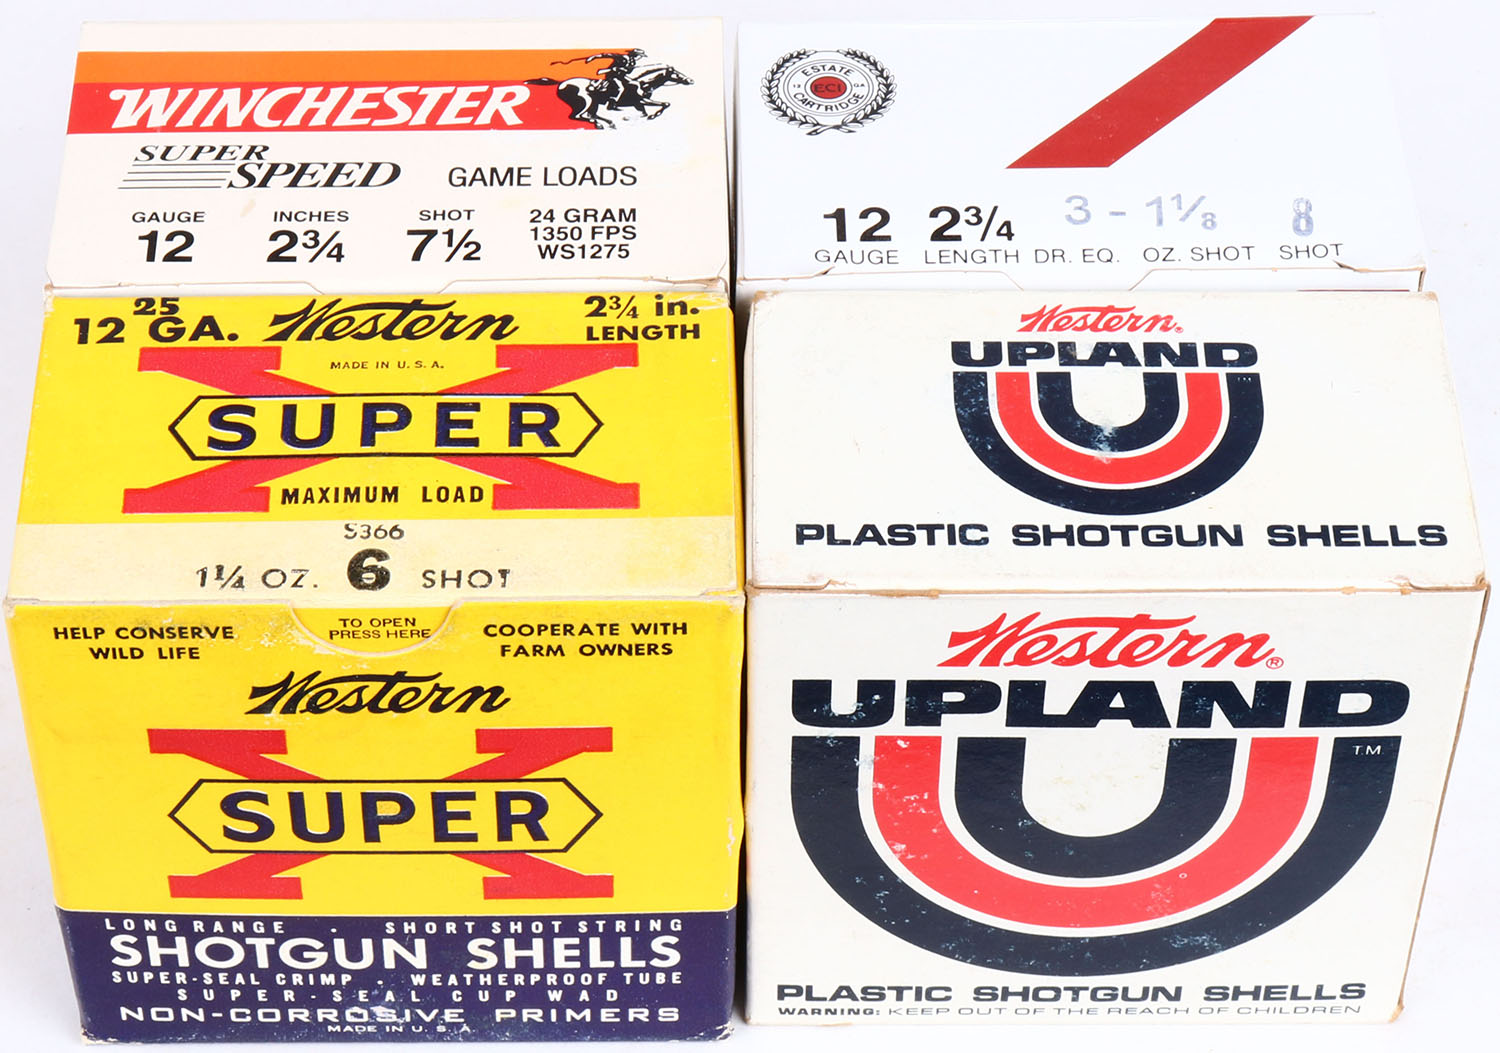 WINCHESTER
SUPER SPEED GAME LOADS
GAUGE INCHES SHOT
12 2¾ 7½
24 GRAM
1350 FPS
WS1275
ESTATE
12 ECI GA
CARTRIDGE
12 2¾ 3 - 1⅛ 8
GAUGE LENGTH DR. EQ. OZ. SHOT SHOT
25
12 GA. Western 2¾ in.
LENGTH
MADE IN U.S.A.
X
SUPER
MAXIMUM LOAD
S366
1¼ OZ. 6 SHOT
HELP CONSERVE
WILD LIFE
TO OPEN
PRESS HERE
COOPERATE WITH
FARM OWNERS
Western
X
SUPER
LONG RANGE · SHORT SHOT STRING
SHOTGUN SHELLS
SUPER-SEAL CRIMP · WEATHERPROOF TUBE
SUPER-SEAL CUP WAD
NON-CORROSIVE PRIMERS
MADE IN U.S.A
Western®
UPLAND
U TM
PLASTIC SHOTGUN SHELLS
Western®
UPLAND
U T.M.
PLASTIC SHOTGUN SHELLS
WARNING: KEEP OUT OF THE REACH OF CHILDREN